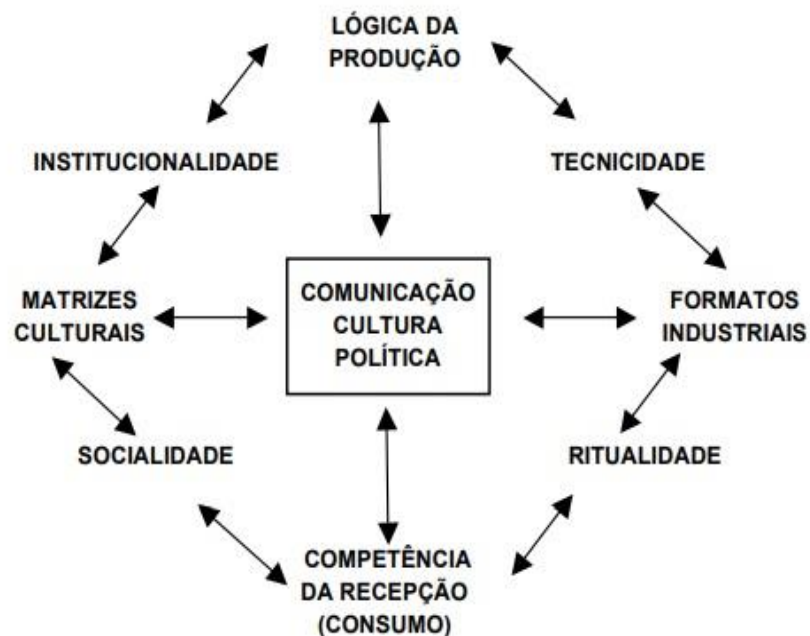 LÓGICA DA
PRODUÇÃO
INSTITUCIONALIDADE
TECNICIDADE
MATRIZES
CULTURAIS
COMUNICAÇÃO
CULTURA
POLÍTICA
FORMATOS
INDUSTRIAIS
SOCIALIDADE
RITUALIDADE
COMPETÊNCIA
DA RECEPÇÃO
(CONSUMO)